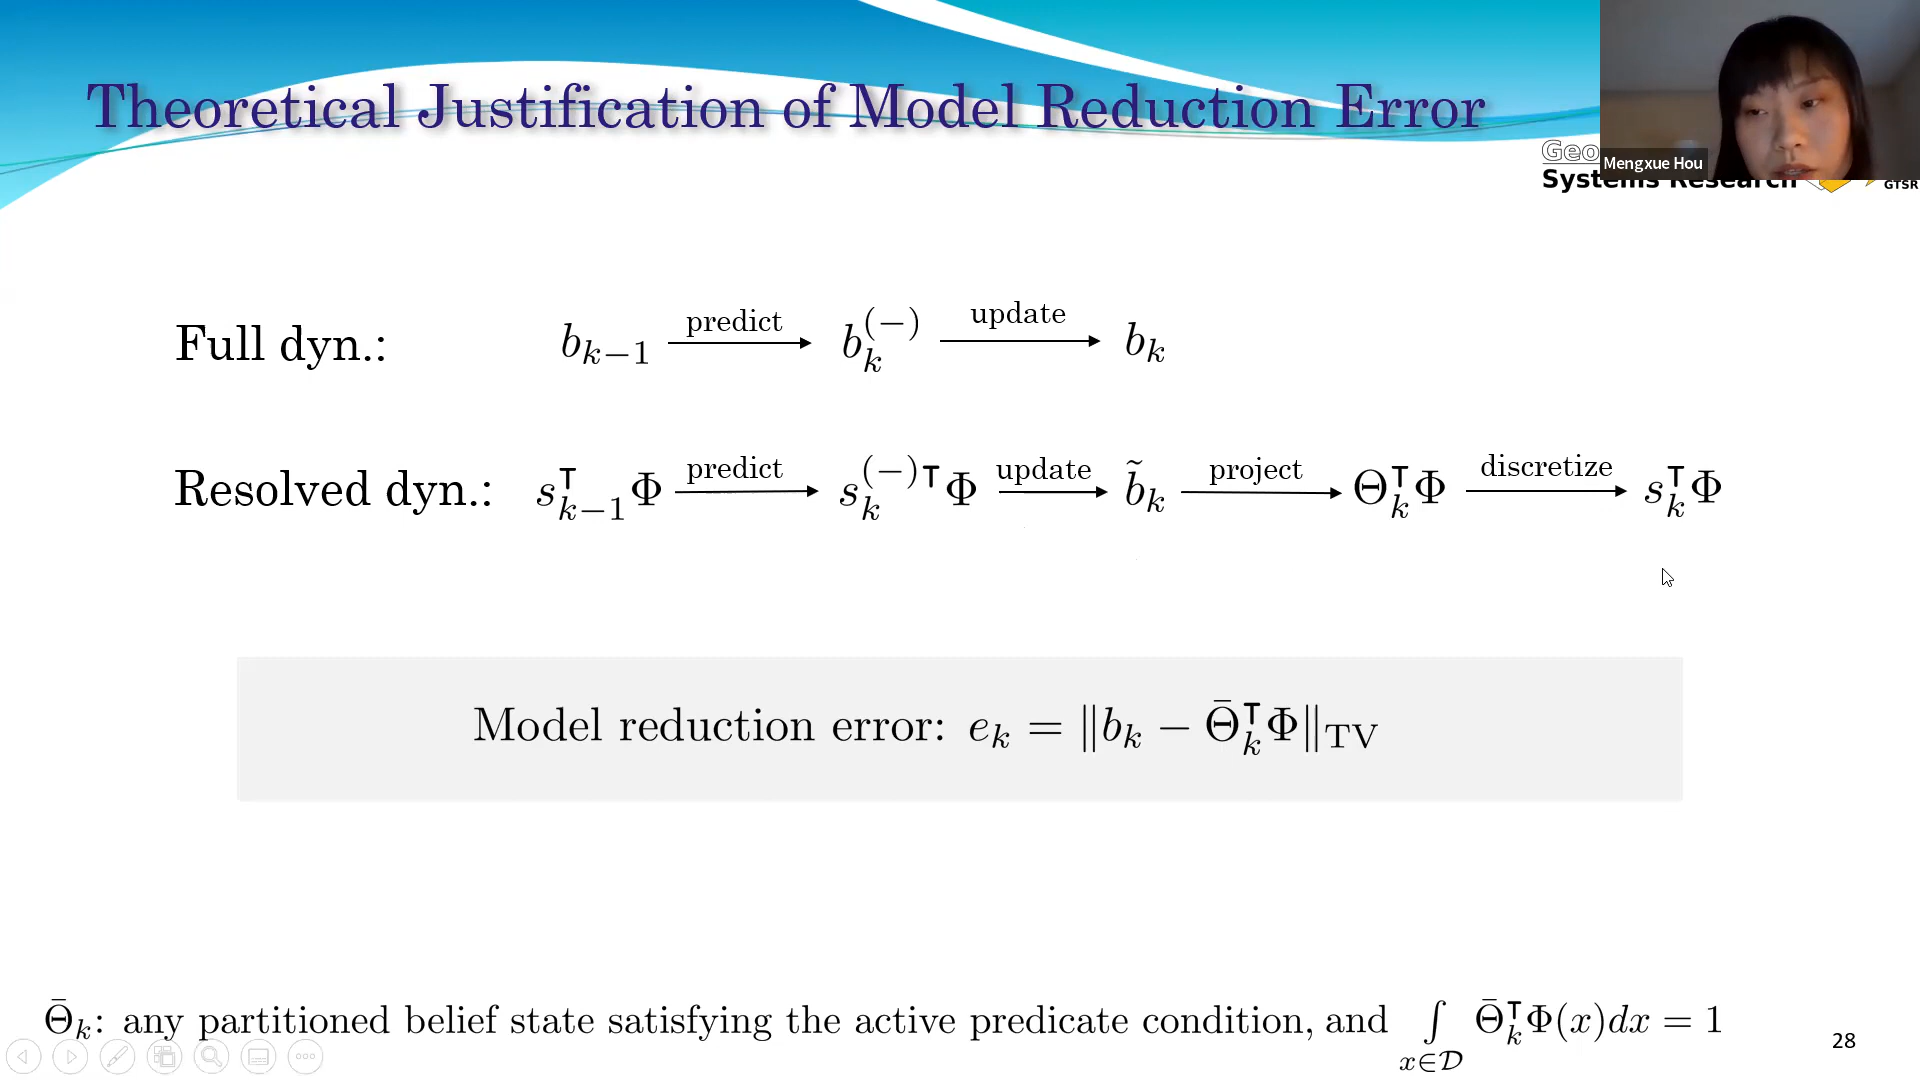 Theoretical Justification of Model Reduction Error
Geo
Systems Research
GTSR
Mengxue Hou
Full dyn.: b_{k−1} predict b_k^{(−)} update b_k
Resolved dyn.: s_{k−1}^⊤Φ predict s_k^{(−)⊤}Φ update b̃_k project Θ_k^⊤Φ discretize s_k^⊤Φ
Model reduction error: e_k = ‖b_k − Θ̄_k^⊤Φ‖_TV
Θ̄_k: any partitioned belief state satisfying the active predicate condition, and ∫_{x∈𝒟} Θ̄_k^⊤Φ(x)dx = 1
28